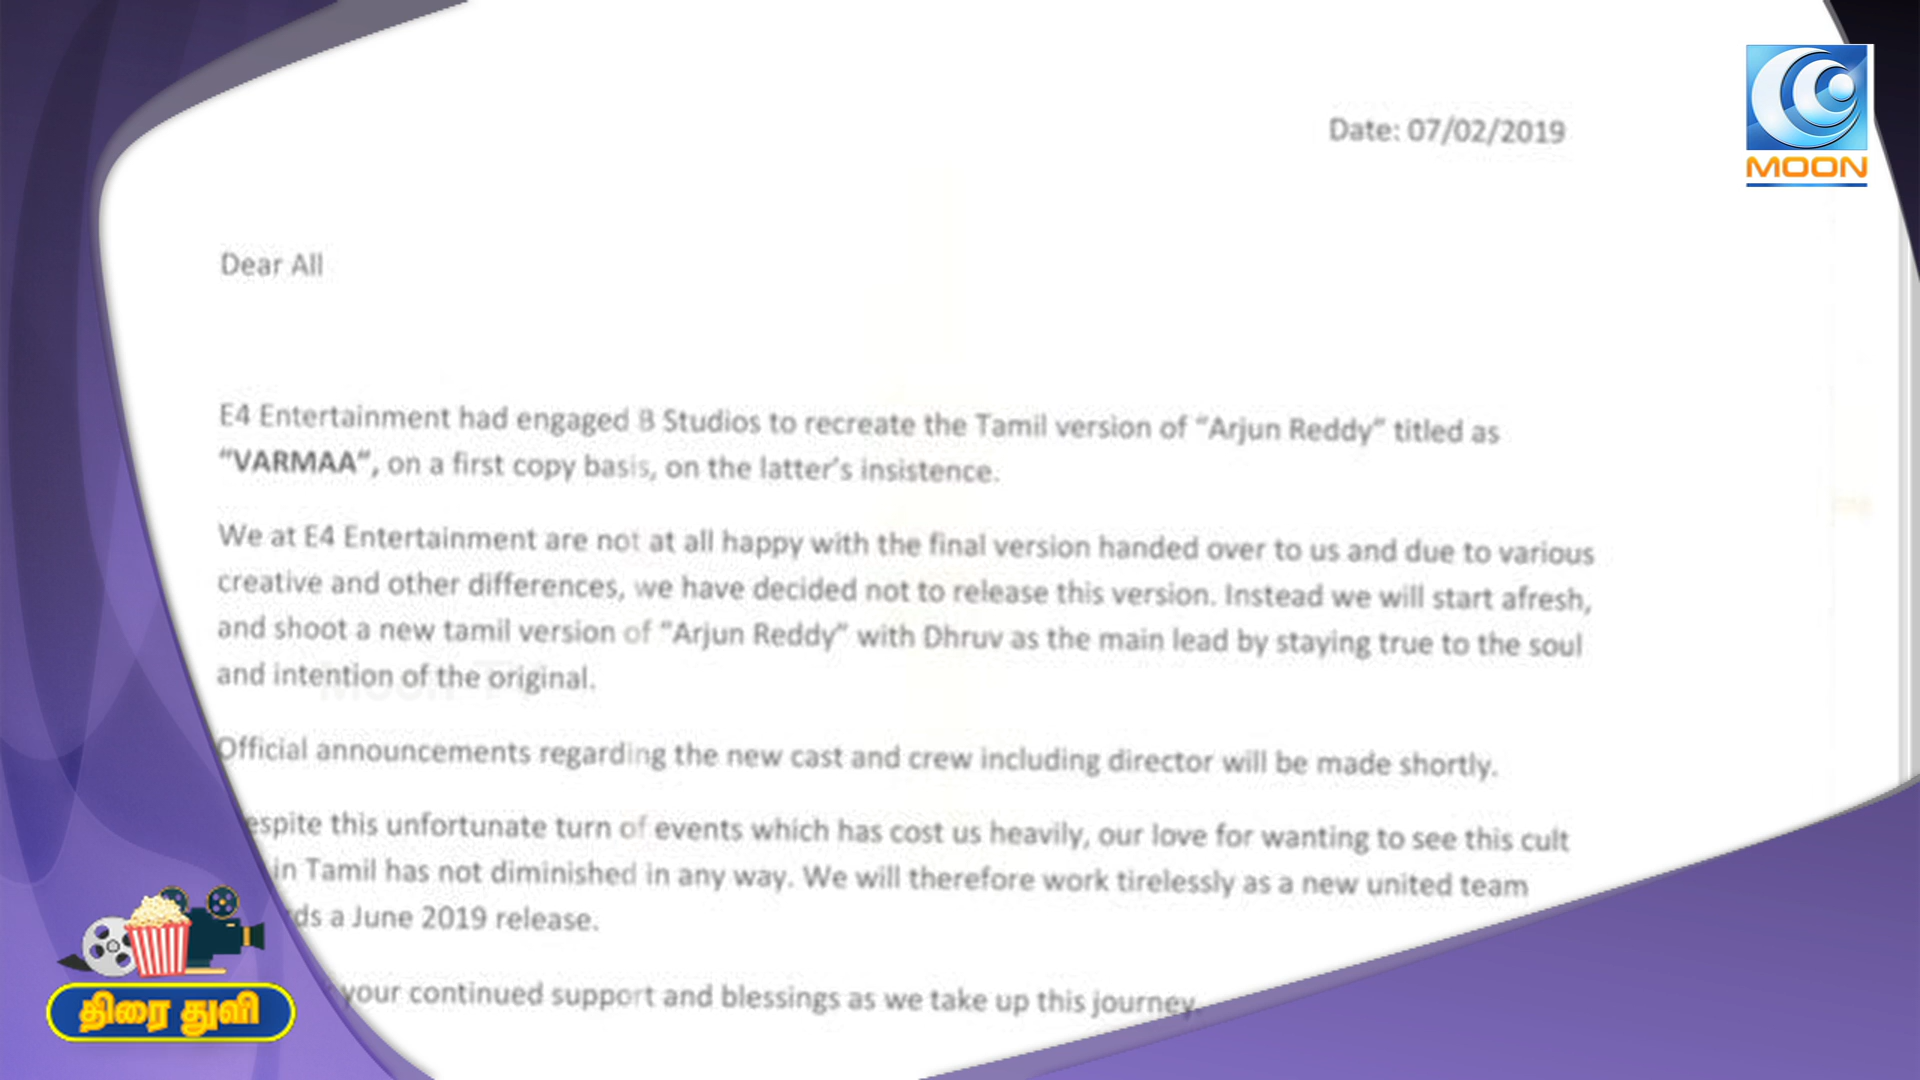 MOON
Date: 07/02/2019
Dear All
E4 Entertainment had engaged B Studios to recreate the Tamil version of “Arjun Reddy” titled as
“VARMAA”, on a first copy basis, on the latter’s insistence.
We at E4 Entertainment are not at all happy with the final version handed over to us and due to various
creative and other differences, we have decided not to release this version. Instead we will start afresh,
and shoot a new tamil version of “Arjun Reddy” with Dhruv as the main lead by staying true to the soul
and intention of the original.
Official announcements regarding the new cast and crew including director will be made shortly.
espite this unfortunate turn of events which has cost us heavily, our love for wanting to see this cult
in Tamil has not diminished in any way. We will therefore work tirelessly as a new united team
ds a June 2019 release.
your continued support and blessings as we take up this journey.
திரை துளி